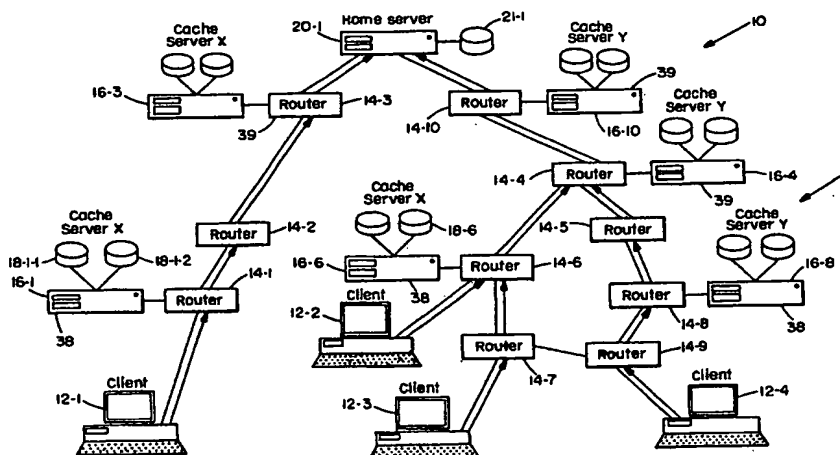 Home server
20-1
21-1
10
Cache
Server X
Cache
Server Y
39
16-3
Router
14-3
39
Router
14-10
16-10
Cache
Server Y
14-4
Router
16-4
39
Cache
Server X
Cache
Server X
18-6
14-5
Router
Cache
Server Y
Router
14-2
18-1-1
18-1-2
16-1
Router
14-1
38
16-6
Router
14-6
38
16-8
Router
14-8
38
Client
12-2
Router
14-7
Router
14-9
Client
12-1
Client
12-3
Client
12-4